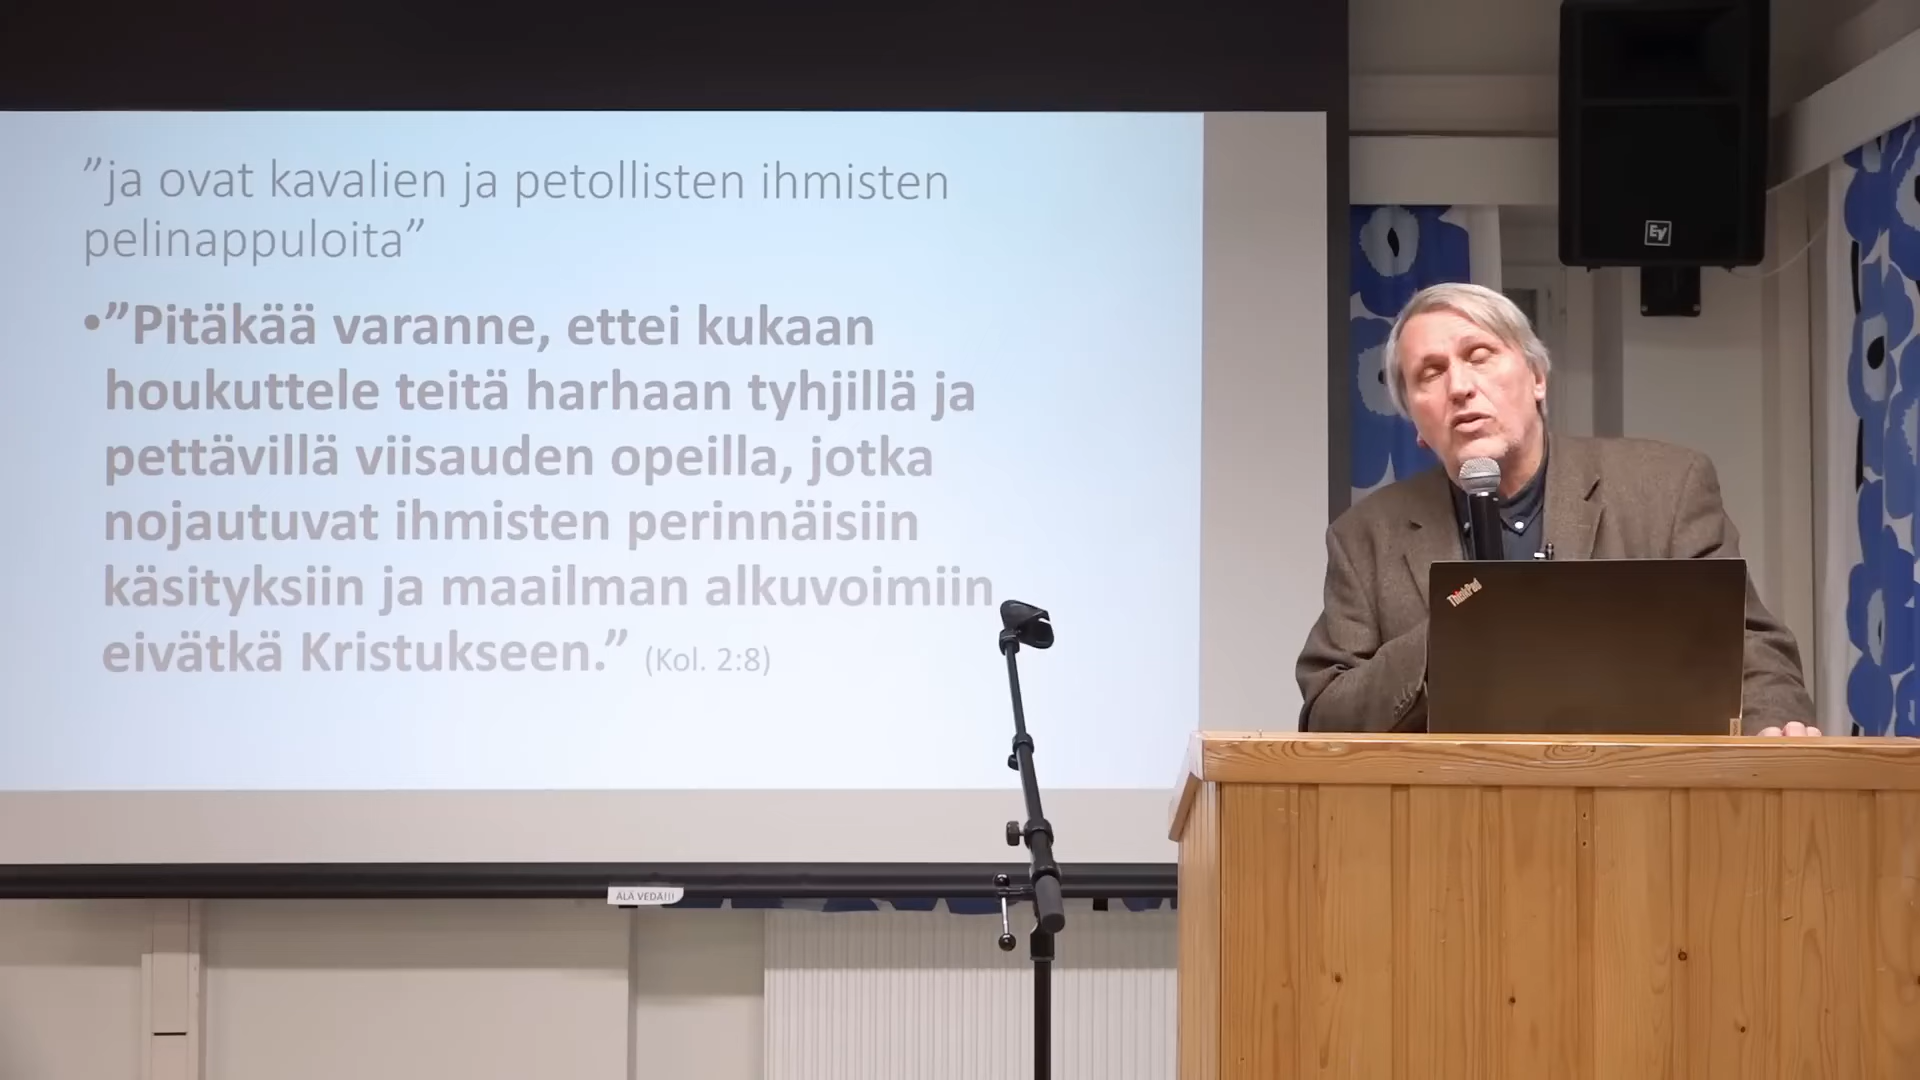 ”ja ovat kavalien ja petollisten ihmisten
pelinappuloita”
•”Pitäkää varanne, ettei kukaan
houkuttele teitä harhaan tyhjillä ja
pettävillä viisauden opeilla, jotka
nojautuvat ihmisten perinnäisiin
käsityksiin ja maailman alkuvoimiin
eivätkä Kristukseen.” (Kol. 2:8)
EV
ThinkPad
ÄLÄ VEDÄ!!!